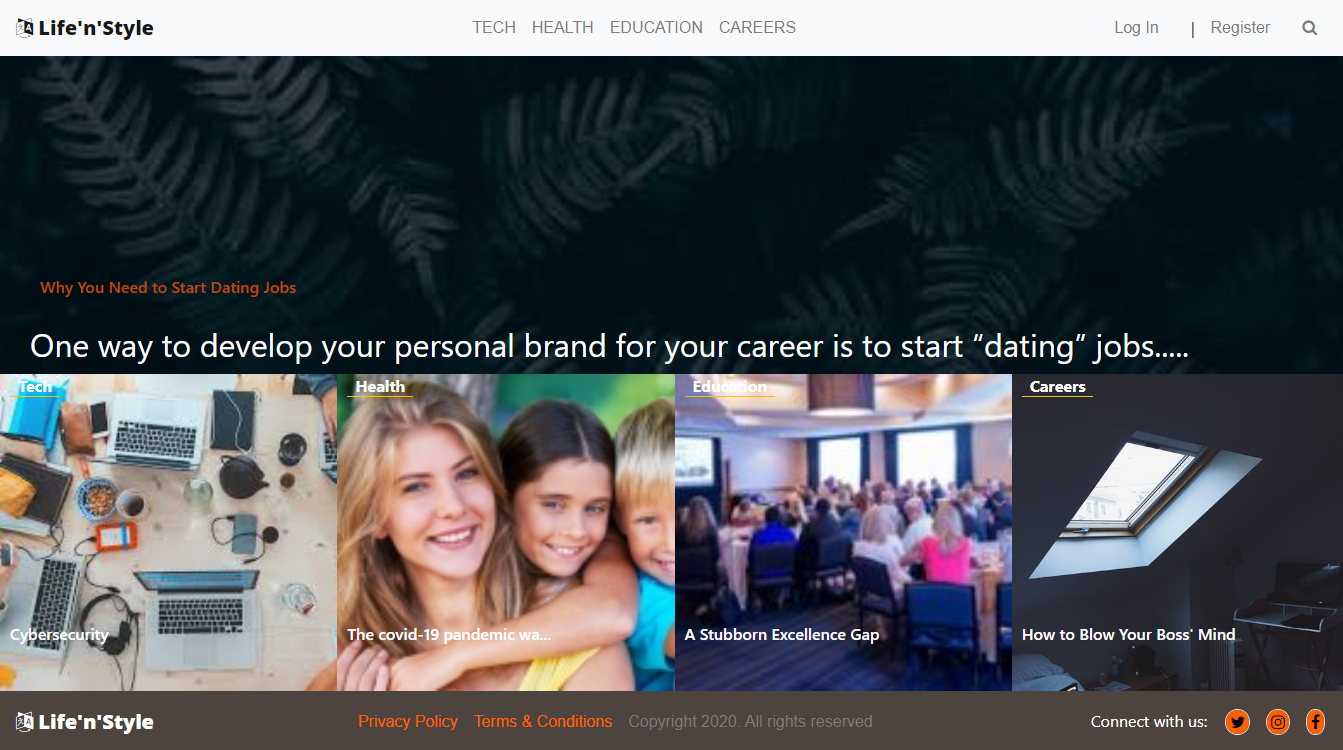 Life'n'Style
TECH HEALTH EDUCATION CAREERS
Log In | Register
Why You Need to Start Dating Jobs
One way to develop your personal brand for your career is to start “dating” jobs.....
Tech
Health
Education
Careers
Cybersecurity
The covid-19 pandemic wa...
A Stubborn Excellence Gap
How to Blow Your Boss' Mind
Life'n'Style
Privacy Policy Terms & Conditions Copyright 2020. All rights reserved
Connect with us: